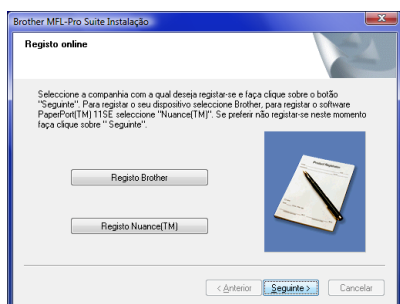 Brother MFL-Pro Suite Instalação
Registo online
Seleccione a companhia com a qual deseja registar-se e faça clique sobre o botão
"Seguinte". Para registar o seu dispositivo seleccione Brother, para registar o software
PaperPort(TM) 11SE seleccione "Nuance(TM)". Se preferir não registar-se neste momento
faça clique sobre " Seguinte".
Product Registration
Registo Brother
Registo Nuance(TM)
< Anterior
Seguinte >
Cancelar